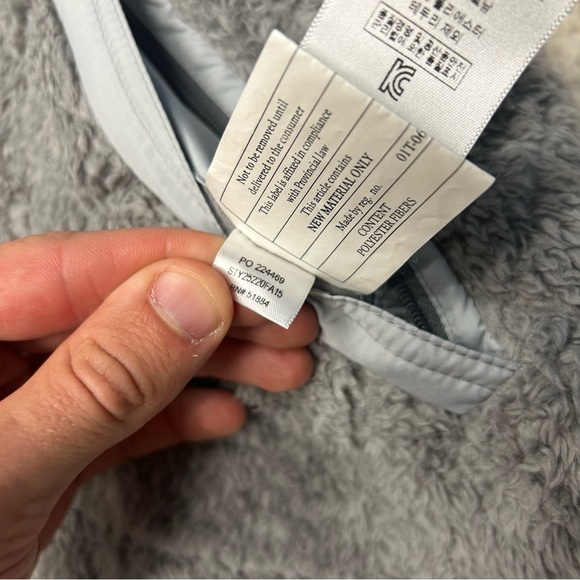 Not to be removed until
delivered to the consumer
This label is affixed in compliance
with Provincial law
This article contains
NEW MATERIAL ONLY
Made by reg. no.
01T-06
CONTENT
POLYESTER FIBERS
PO 224469
STY25220FA15
RN# 51884